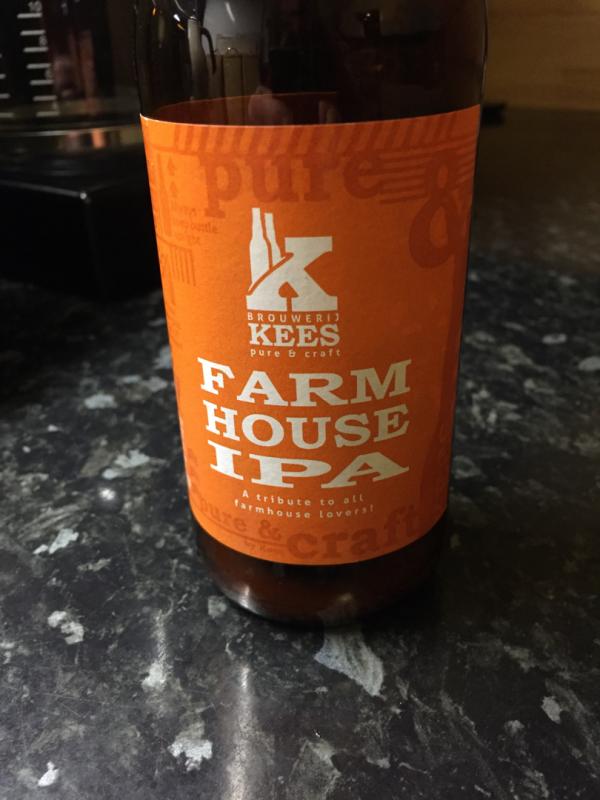 pure &
K
BROUWERIJ
KEES
pure & craft
FARM
HOUSE
IPA
A tribute to all
farmhouse lovers!
pure &
craft